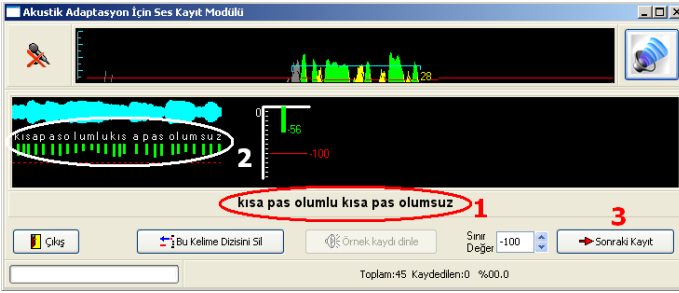 Akustik Adaptasyon İçin Ses Kayıt Modülü
28
kısapasolumlukısapasolumsuz
2
0
-56
-100
kısa pas olumlu kısa pas olumsuz
1
3
Çıkış
Bu Kelime Dizisini Sil
Örnek kaydı dinle
Sınır
Değer
-100
Sonraki Kayıt
Toplam:45 Kaydedilen:0 %00.0